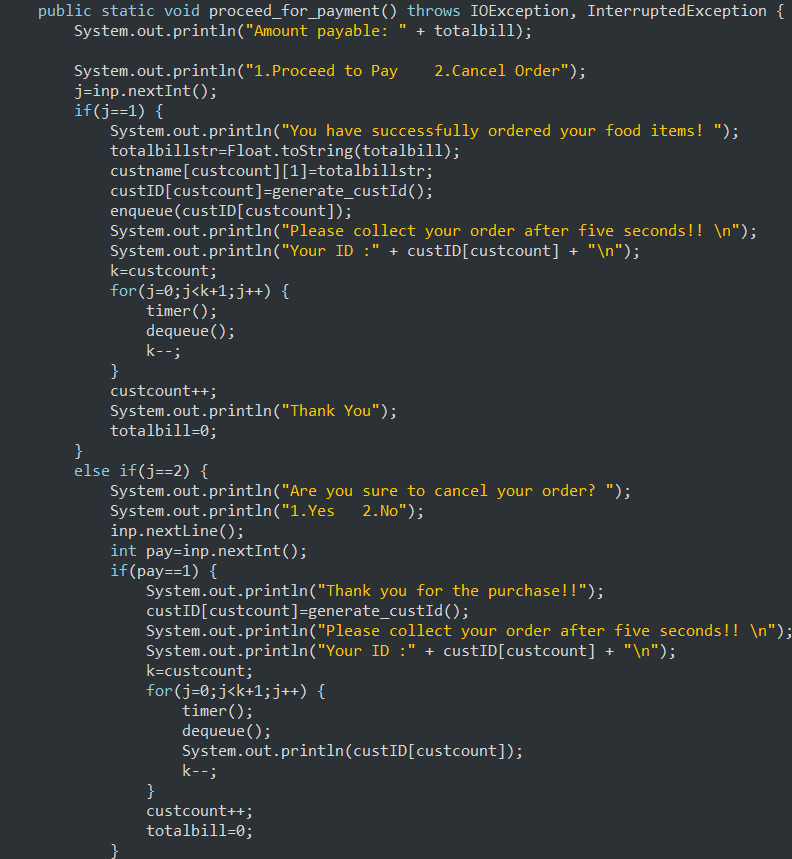 public static void proceed_for_payment() throws IOException, InterruptedException {
System.out.println("Amount payable: " + totalbill);
System.out.println("1.Proceed to Pay    2.Cancel Order");
j=inp.nextInt();
if(j==1) {
System.out.println("You have successfully ordered your food items! ");
totalbillstr=Float.toString(totalbill);
custname[custcount][1]=totalbillstr;
custID[custcount]=generate_custId();
enqueue(custID[custcount]);
System.out.println("Please collect your order after five seconds!! \n");
System.out.println("Your ID :" + custID[custcount] + "\n");
k=custcount;
for(j=0;j<k+1;j++) {
timer();
dequeue();
k--;
}
custcount++;
System.out.println("Thank You");
totalbill=0;
}
else if(j==2) {
System.out.println("Are you sure to cancel your order? ");
System.out.println("1.Yes   2.No");
inp.nextLine();
int pay=inp.nextInt();
if(pay==1) {
System.out.println("Thank you for the purchase!!");
custID[custcount]=generate_custId();
System.out.println("Please collect your order after five seconds!! \n");
System.out.println("Your ID :" + custID[custcount] + "\n");
k=custcount;
for(j=0;j<k+1;j++) {
timer();
dequeue();
System.out.println(custID[custcount]);
k--;
}
custcount++;
totalbill=0;
}